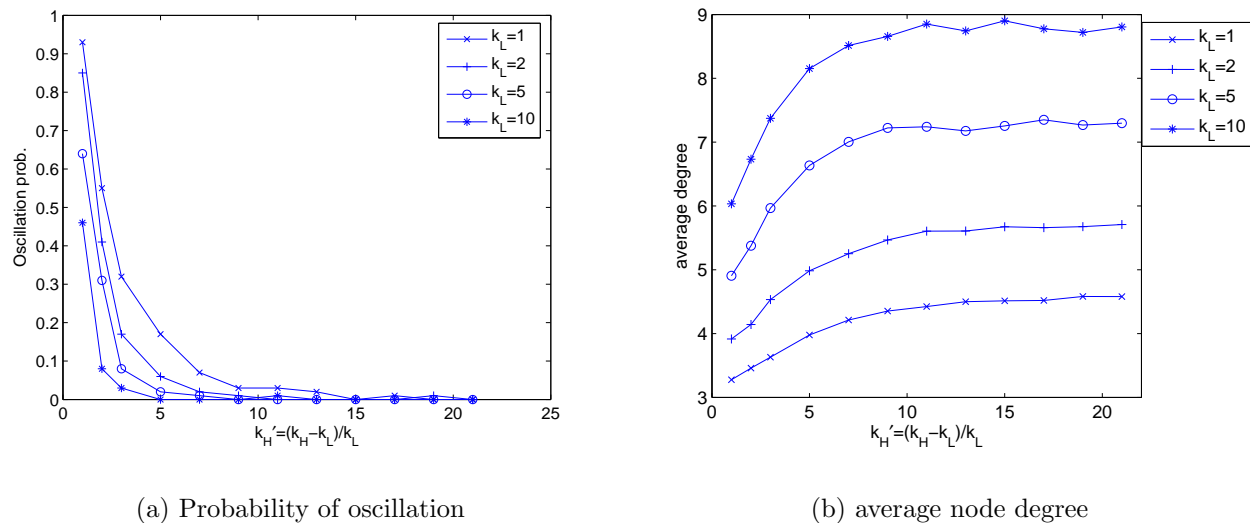 1
0.9
0.8
0.7
0.6
0.5
0.4
0.3
0.2
0.1
0
Oscillation prob.
0 5 10 15 20 25
k_H'=(k_H−k_L)/k_L
k_L=1
k_L=2
k_L=5
k_L=10
(a) Probability of oscillation
9
8
7
6
5
4
3
average degree
0 5 10 15 20
k_H'=(k_H−k_L)/k_L
k_L=1
k_L=2
k_L=5
k_L=10
(b) average node degree